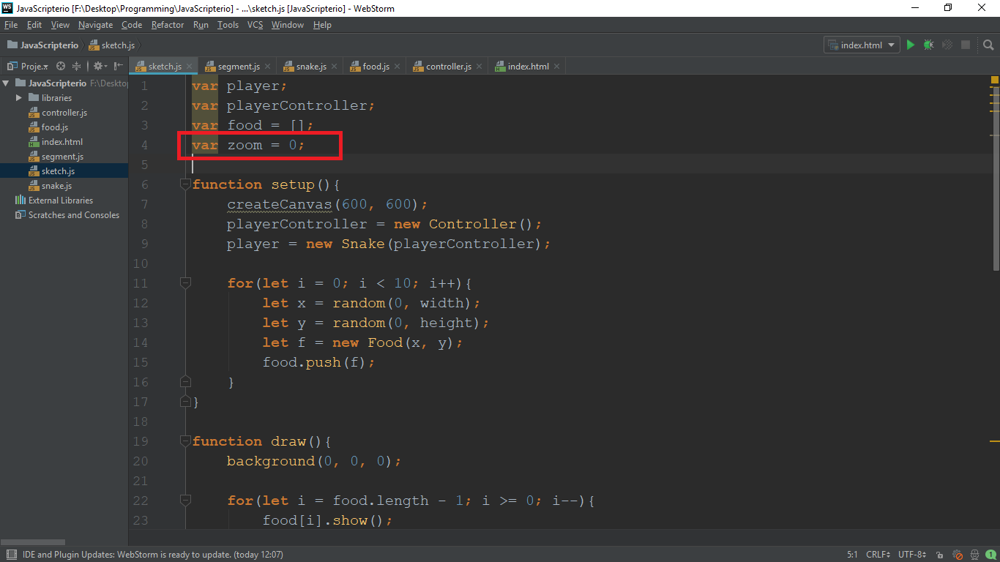 JavaScripterio [F:\Desktop\Programming\JavaScripterio] - ...\sketch.js [JavaScripterio] - WebStorm
File Edit View Navigate Code Refactor Run Tools VCS Window Help
JavaScripterio sketch.js index.html
Proje.. sketch.js segment.js snake.js food.js controller.js index.html
JavaScripterio F:\Desktop
libraries
controller.js
food.js
index.html
segment.js
sketch.js
snake.js
External Libraries
Scratches and Consoles
1 var player;
2 var playerController;
3 var food = [];
4 var zoom = 0;
5
6 function setup(){
7 createCanvas(600, 600);
8 playerController = new Controller();
9 player = new Snake(playerController);
10
11 for(let i = 0; i < 10; i++){
12 let x = random(0, width);
13 let y = random(0, height);
14 let f = new Food(x, y);
15 food.push(f);
16 }
17 }
18
19 function draw(){
20 background(0, 0, 0);
21
22 for(let i = food.length - 1; i >= 0; i--){
23 food[i].show();
IDE and Plugin Updates: WebStorm is ready to update. (today 12:07) 5:1 CRLF UTF-8 1